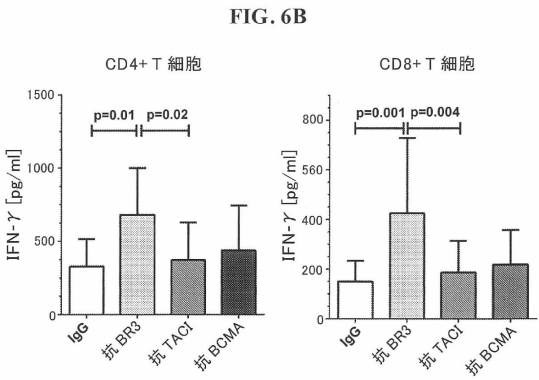 FIG. 6B
CD4+ T 細胞
IFN-γ [pg/ml]
1500
1000
500
0
p=0.01
p=0.02
IgG
抗 BR3
抗 TACI
抗 BCMA
CD8+ T 細胞
IFN-γ [pg/ml]
800
560
400
200
0
p=0.001
p=0.004
IgG
抗 BR3
抗 TACI
抗 BCMA